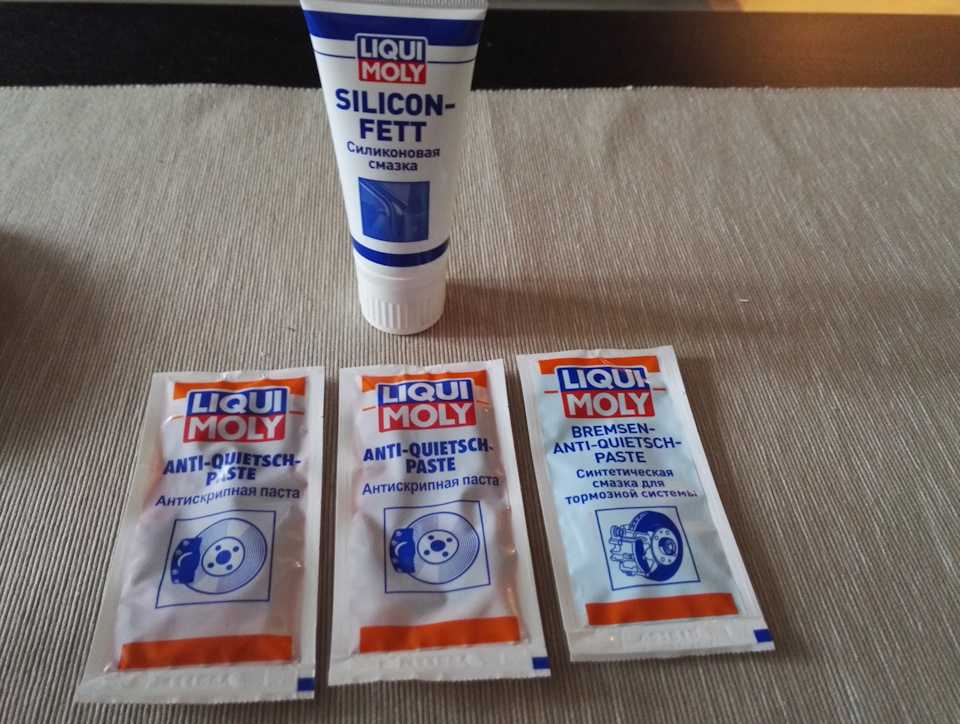 LIQUI
MOLY
SILICON-
FETT
Силиконовая
смазка
LIQUI
MOLY
ANTI-QUIETSCH-
PASTE
Антискрипная паста
LIQUI
MOLY
ANTI-QUIETSCH-
PASTE
Антискрипная паста
LIQUI
MOLY
BREMSEN-
ANTI-QUIETSCH-
PASTE
Синтетическая
смазка для
тормозной системы